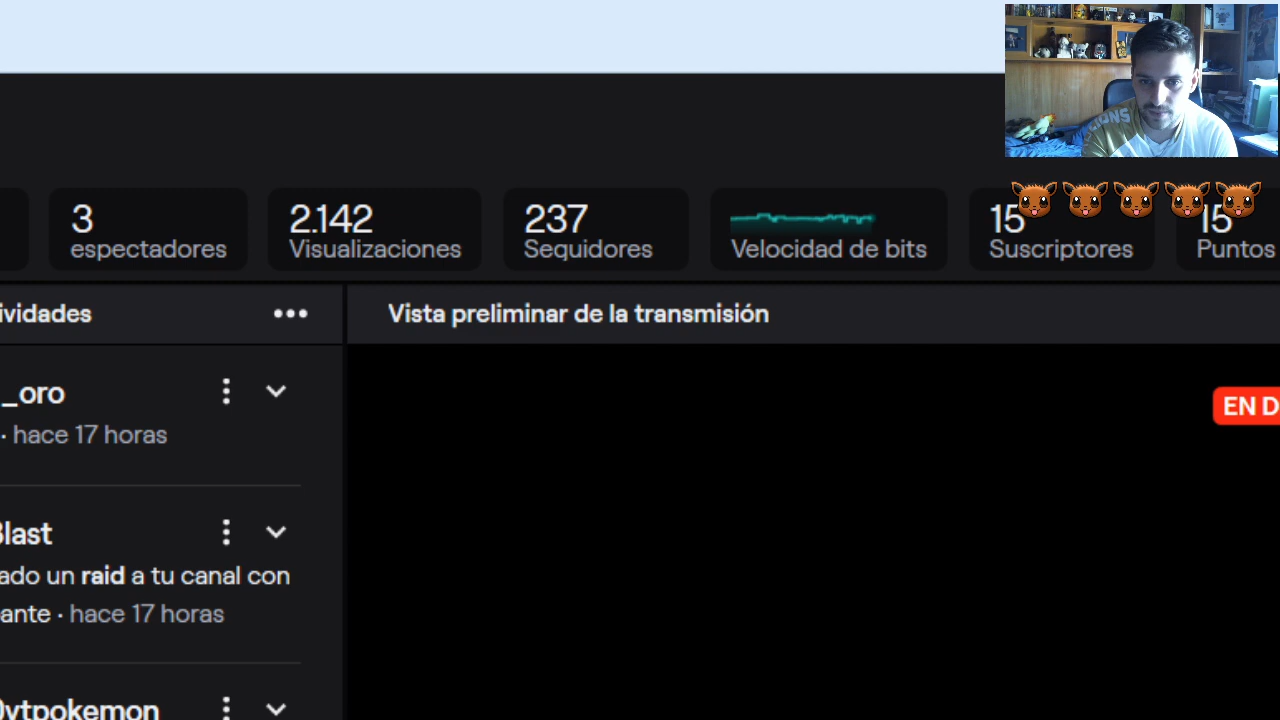 3
espectadores
2.142
Visualizaciones
237
Seguidores
Velocidad de bits
15
Suscriptores
15
Puntos
ividades
Vista preliminar de la transmisión
_oro
· hace 17 horas
EN D
Blast
ado un raid a tu canal con
ante · hace 17 horas
ytpokemon